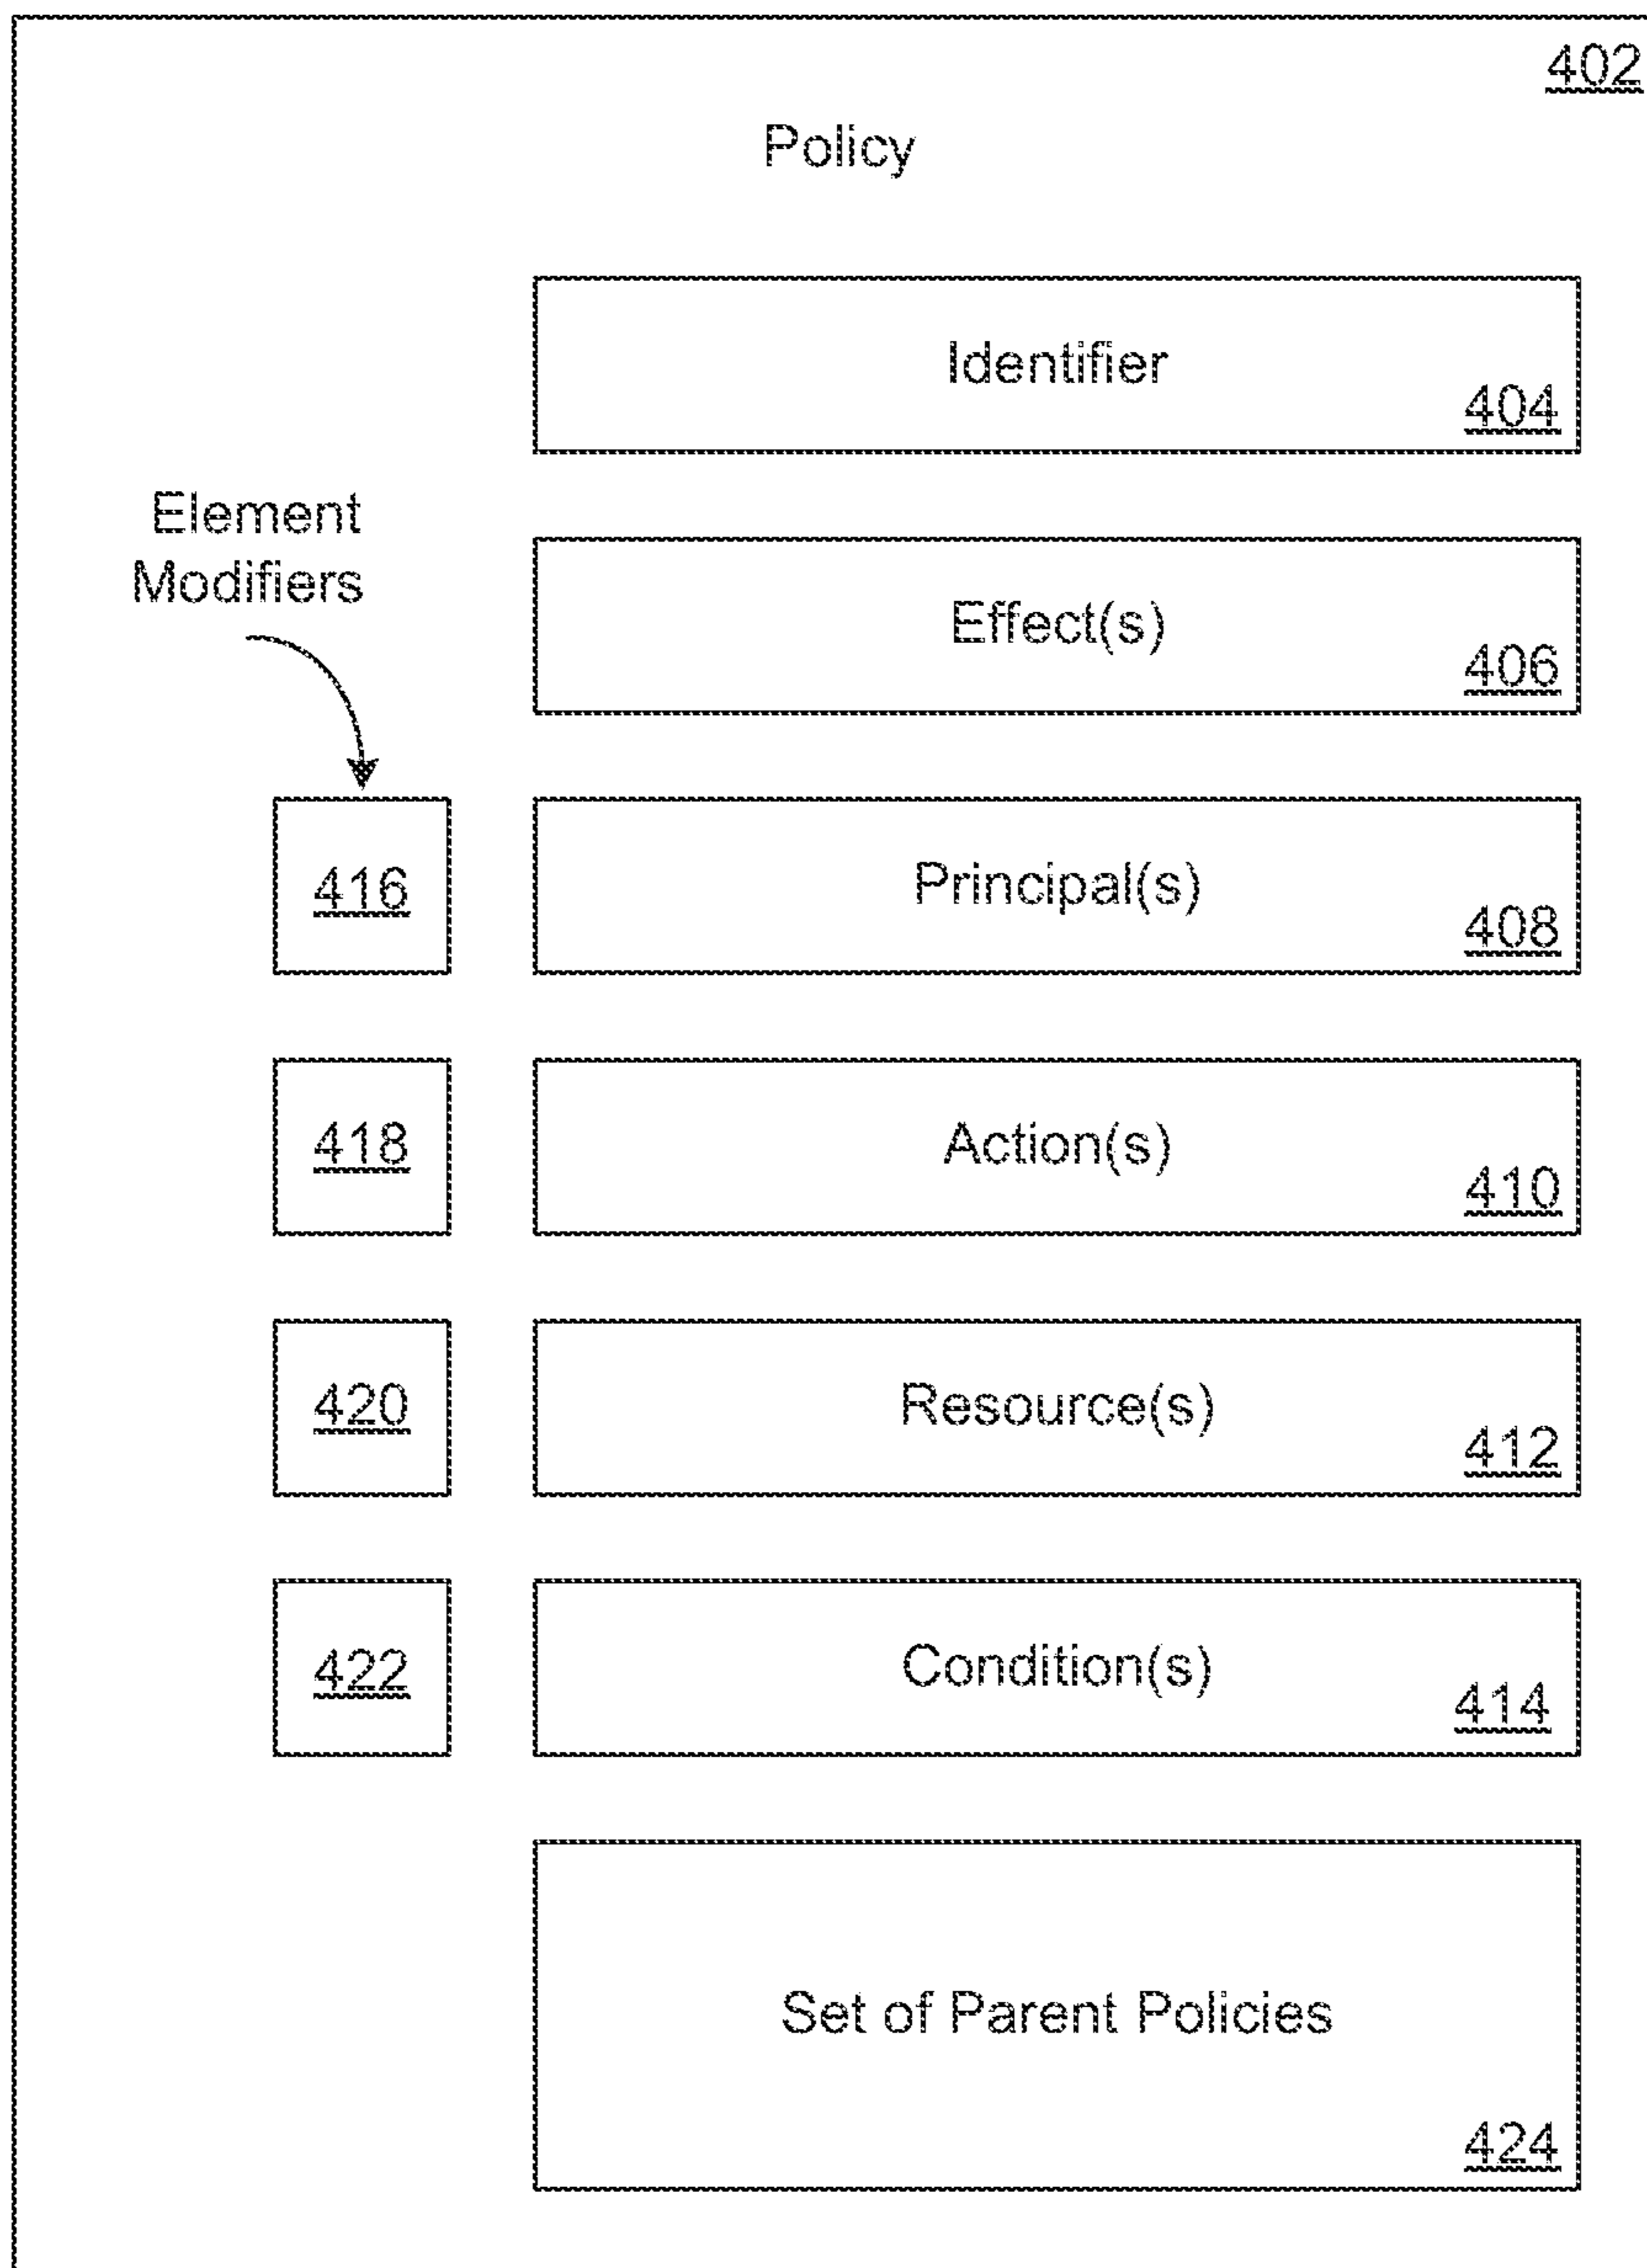 402
Policy
Identifier
404
Element
Modifiers
Effect(s)
406
416
Principal(s)
408
418
Action(s)
410
420
Resource(s)
412
422
Condition(s)
414
Set of Parent Policies
424